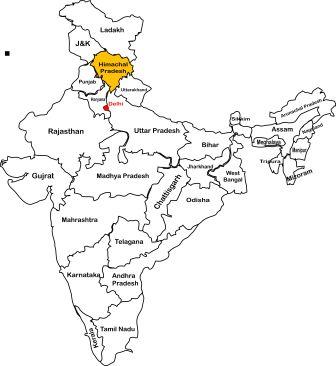 Ladakh
J&K
Himachal
Pradesh
Punjab
Uttarakhand
Haryana
Delhi
Rajasthan
Uttar Pradesh
Sikkim
Arunachal Pradesh
Assam
Nagaland
Bihar
Meghalaya
Manipur
Gujrat
Madhya Pradesh
Jharkhand
West
Bangal
Tripura
Mizoram
Chattisgarh
Odisha
Mahrashtra
Telagana
Karnataka
Andhra
Pradesh
Kerala
Tamil Nadu